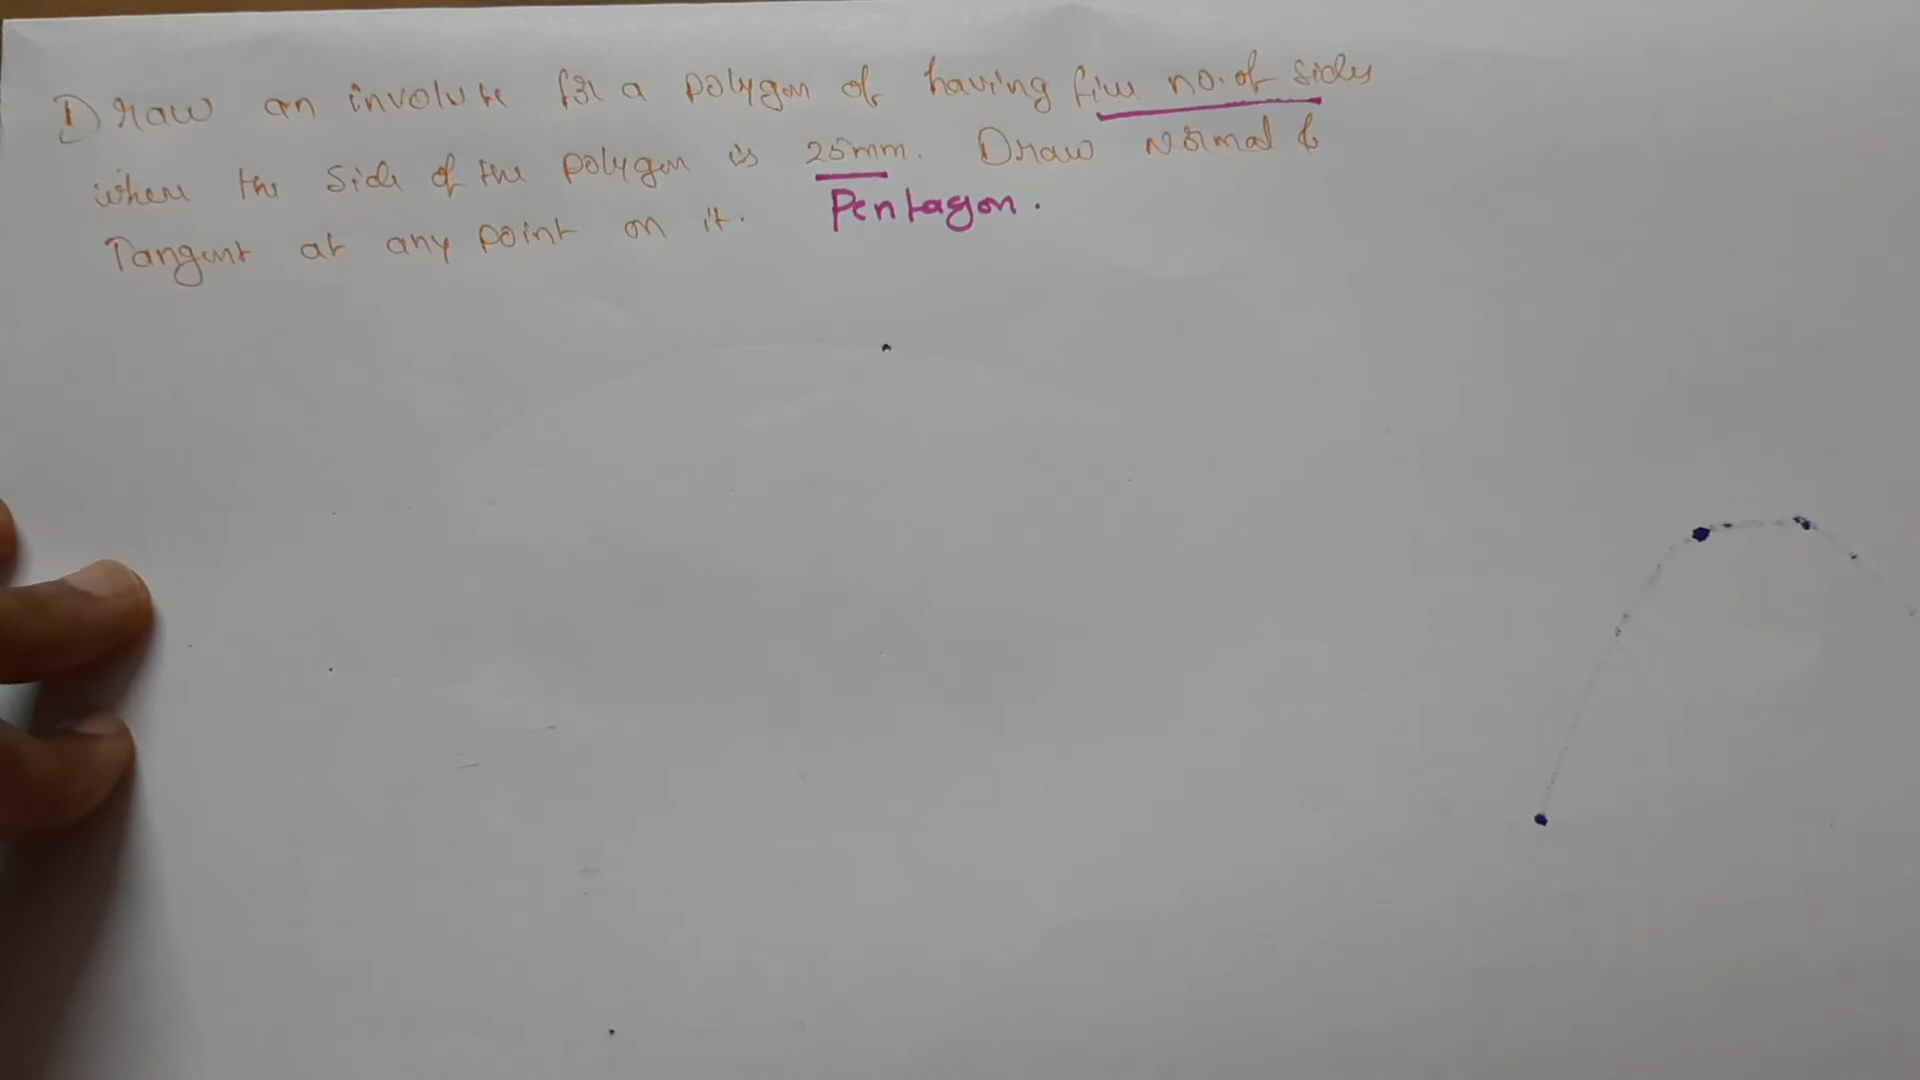 Draw an involute for a polygon of having five no. of sides
where the side of the polygon is 25mm. Draw normal &
Tangent at any point on it. Pentagon.